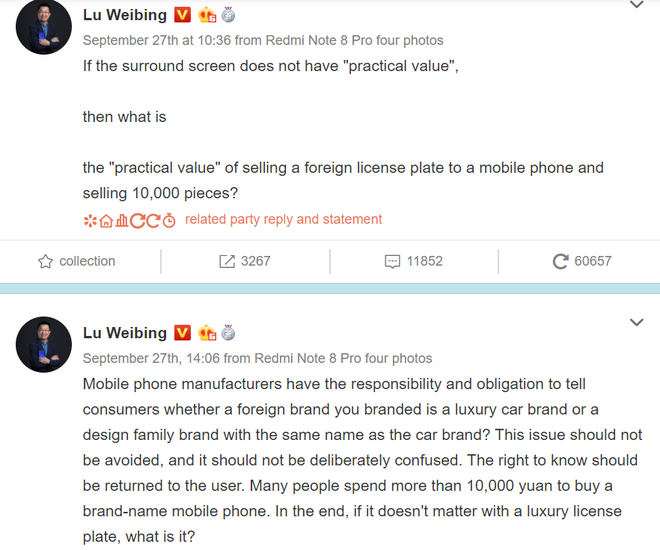 Lu Weibing
September 27th at 10:36 from Redmi Note 8 Pro four photos
If the surround screen does not have "practical value",
then what is
the "practical value" of selling a foreign license plate to a mobile phone and
selling 10,000 pieces?
related party reply and statement
collection 3267 11852 60657
Lu Weibing
September 27th, 14:06 from Redmi Note 8 Pro four photos
Mobile phone manufacturers have the responsibility and obligation to tell
consumers whether a foreign brand you branded is a luxury car brand or a
design family brand with the same name as the car brand? This issue should not
be avoided, and it should not be deliberately confused. The right to know should
be returned to the user. Many people spend more than 10,000 yuan to buy a
brand-name mobile phone. In the end, if it doesn't matter with a luxury license
plate, what is it?